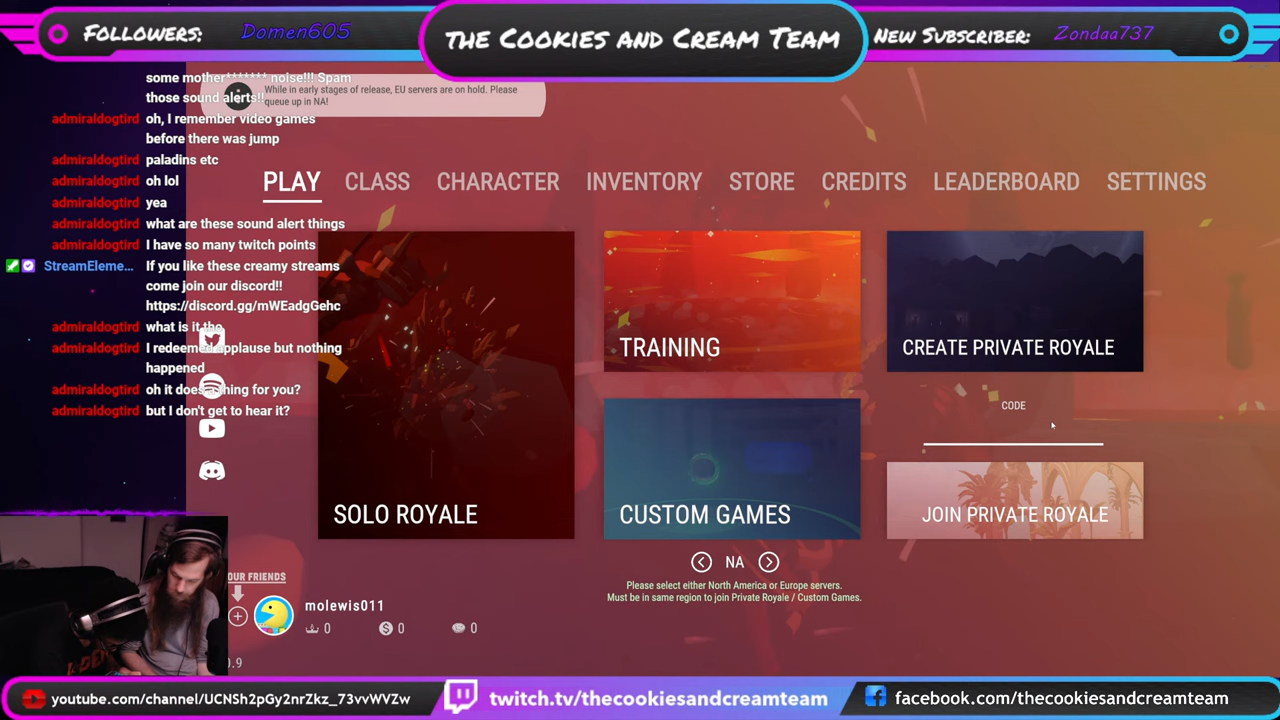 FOLLOWERS: Domen605
THE COOKIES AND CREAM TEAM
NEW SUBSCRIBER: Zondaa737
some mother******* noise!!! Spam
those sound alerts!!
admiraldogtird oh, I remember video games
before there was jump
admiraldogtird paladins etc
admiraldogtird oh lol
admiraldogtird yea
admiraldogtird what are these sound alert things
admiraldogtird I have so many twitch points
StreamEleme... If you like these creamy streams
come join our discord!!
https://discord.gg/mWEadgGehc
admiraldogtird what is it tho
admiraldogtird I redeemed applause but nothing
happened
admiraldogtird oh it does a thing for you?
admiraldogtird but I don't get to hear it?
While in early stages of release, EU servers are on hold. Please
queue up in NA!
PLAY CLASS CHARACTER INVENTORY STORE CREDITS LEADERBOARD SETTINGS
SOLO ROYALE
TRAINING
CUSTOM GAMES
CREATE PRIVATE ROYALE
CODE
JOIN PRIVATE ROYALE
NA
Please select either North America or Europe servers.
Must be in same region to join Private Royale / Custom Games.
OUR FRIENDS
molewis011
0 0 0
0.9
youtube.com/channel/UCNSh2pGy2nrZkz_73vvWVZw
twitch.tv/thecookiesandcreamteam
facebook.com/thecookiesandcreamteam